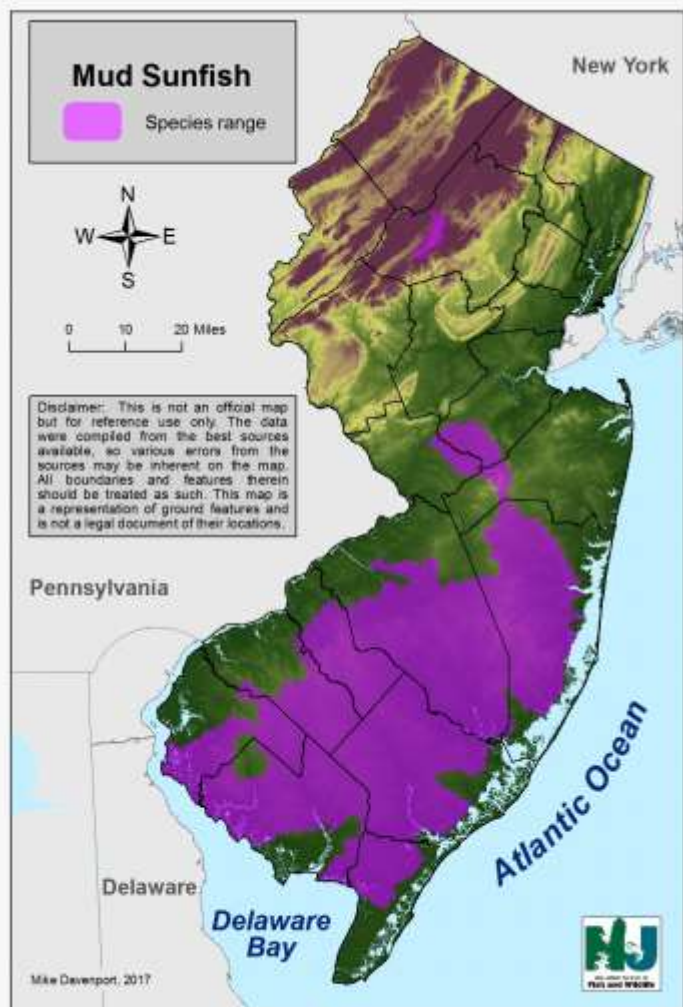 Mud Sunfish
Species range
New York
N
W
E
S
0
10
20 Miles
Disclaimer: This is not an official map
but for reference use only. The data
were compiled from the best sources
available, so various errors from the
sources may be inherent on the map.
All boundaries and features therein
should be treated as such. This map is
a representation of ground features and
is not a legal document of their locations.
Pennsylvania
Atlantic Ocean
Delaware
Delaware
Bay
NJ
Fish and Wildlife
Mike Davenport, 2017